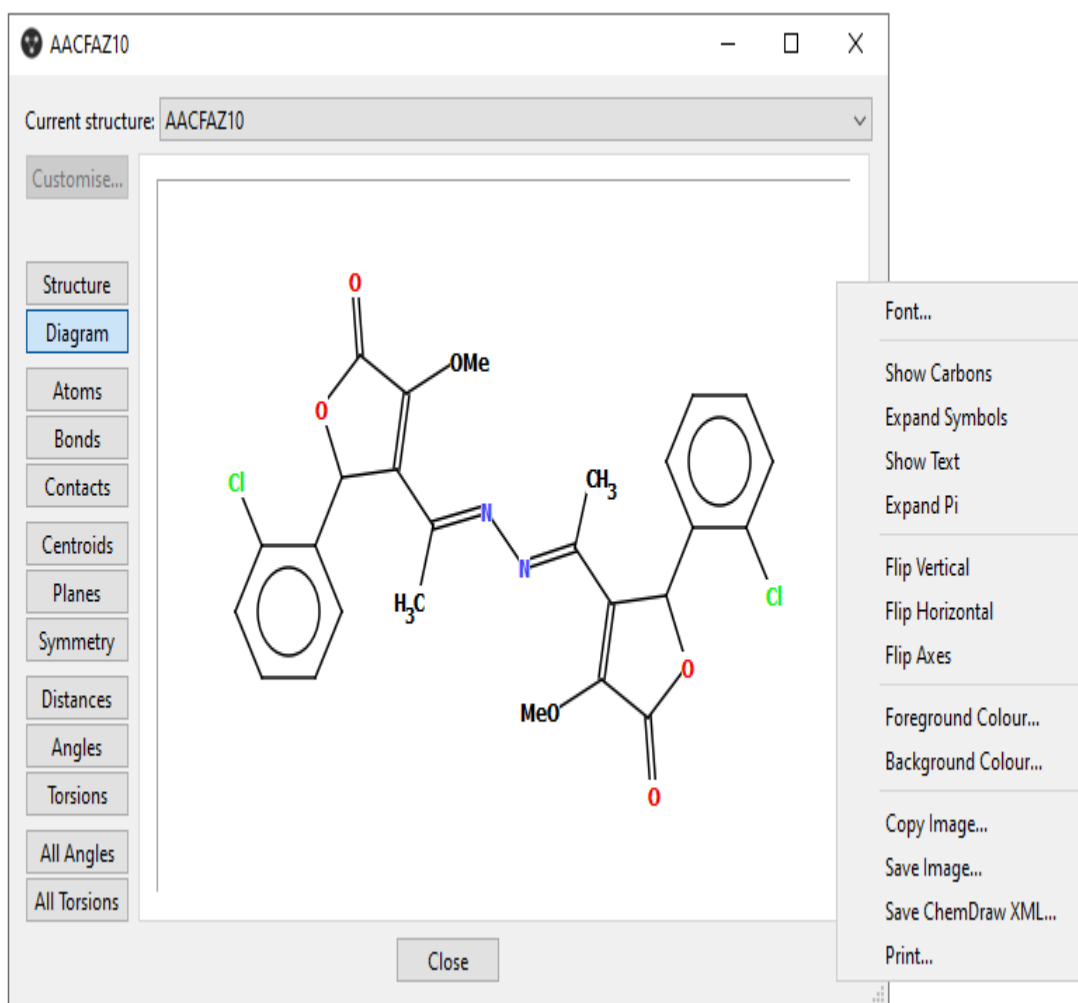 AACFAZ10
Current structure: AACFAZ10
Customise...
Structure
Diagram
Atoms
Bonds
Contacts
Centroids
Planes
Symmetry
Distances
Angles
Torsions
All Angles
All Torsions
O
OMe
O
Cl
N
CH3
H3C
N
Cl
O
MeO
O
Close
Font...
Show Carbons
Expand Symbols
Show Text
Expand Pi
Flip Vertical
Flip Horizontal
Flip Axes
Foreground Colour...
Background Colour...
Copy Image...
Save Image...
Save ChemDraw XML...
Print...